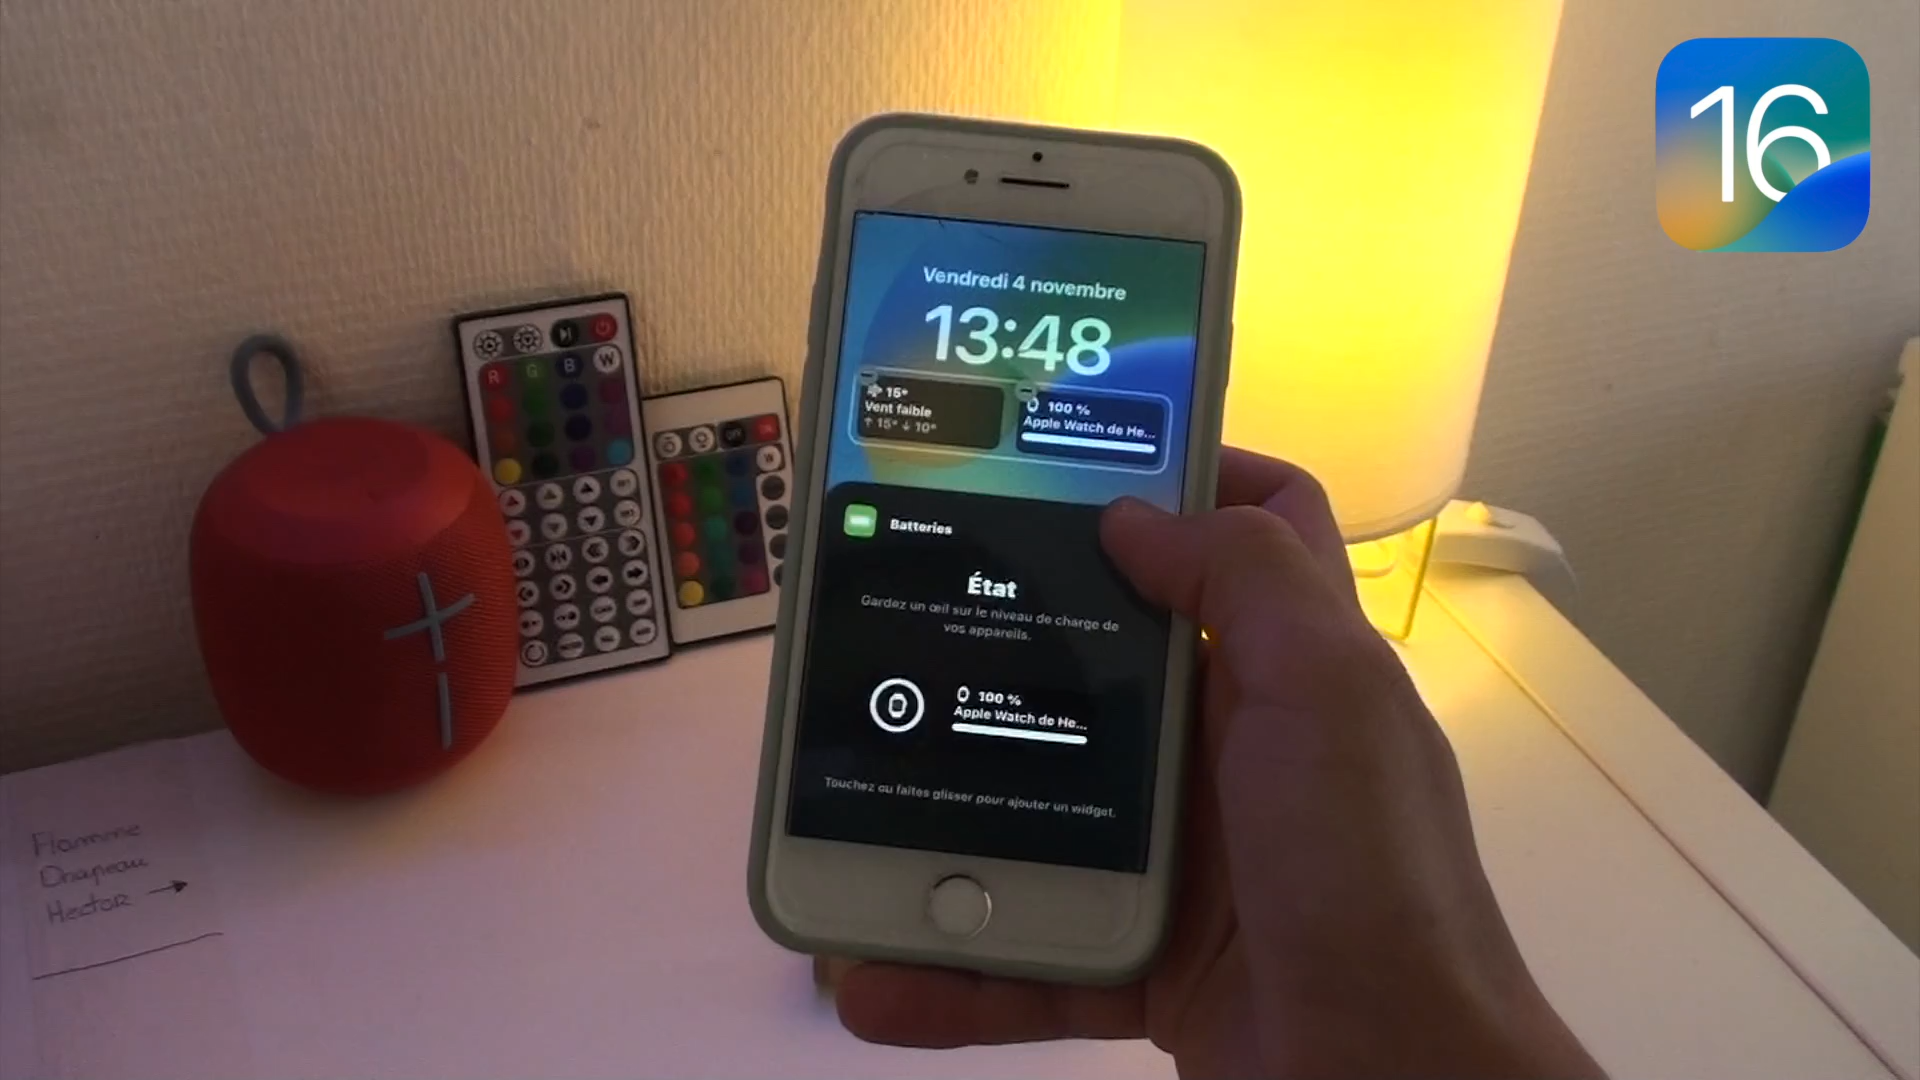 16
Vendredi 4 novembre
13:48
15°
Vent faible
↑ 15° ↓ 10°
100 %
Apple Watch de He...
Batteries
État
Gardez un œil sur le niveau de charge de
vos appareils.
100 %
Apple Watch de He...
Touchez ou faites glisser pour ajouter un widget.
R G B W
OFF
W
Flamme
Drapeau
Hector →